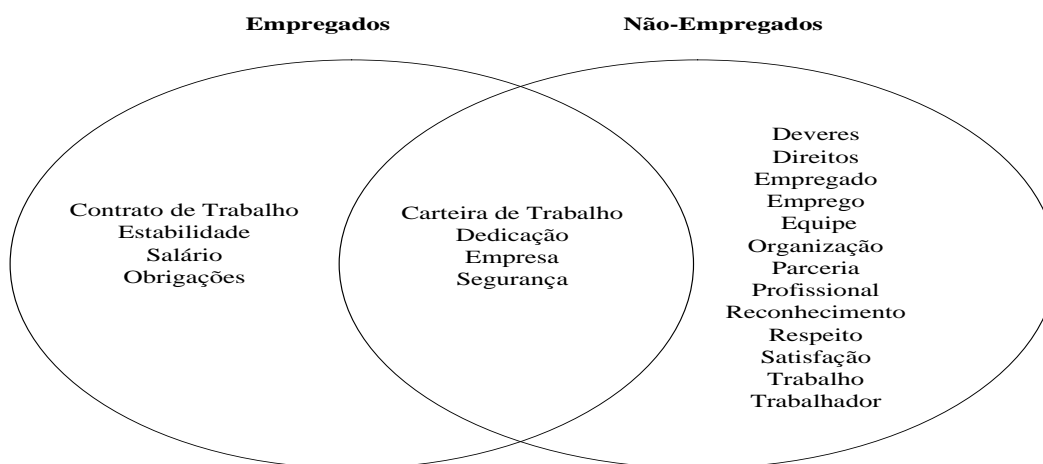 Empregados
Não-Empregados
Contrato de Trabalho
Estabilidade
Salário
Obrigações
Carteira de Trabalho
Dedicação
Empresa
Segurança
Deveres
Direitos
Empregado
Emprego
Equipe
Organização
Parceria
Profissional
Reconhecimento
Respeito
Satisfação
Trabalho
Trabalhador